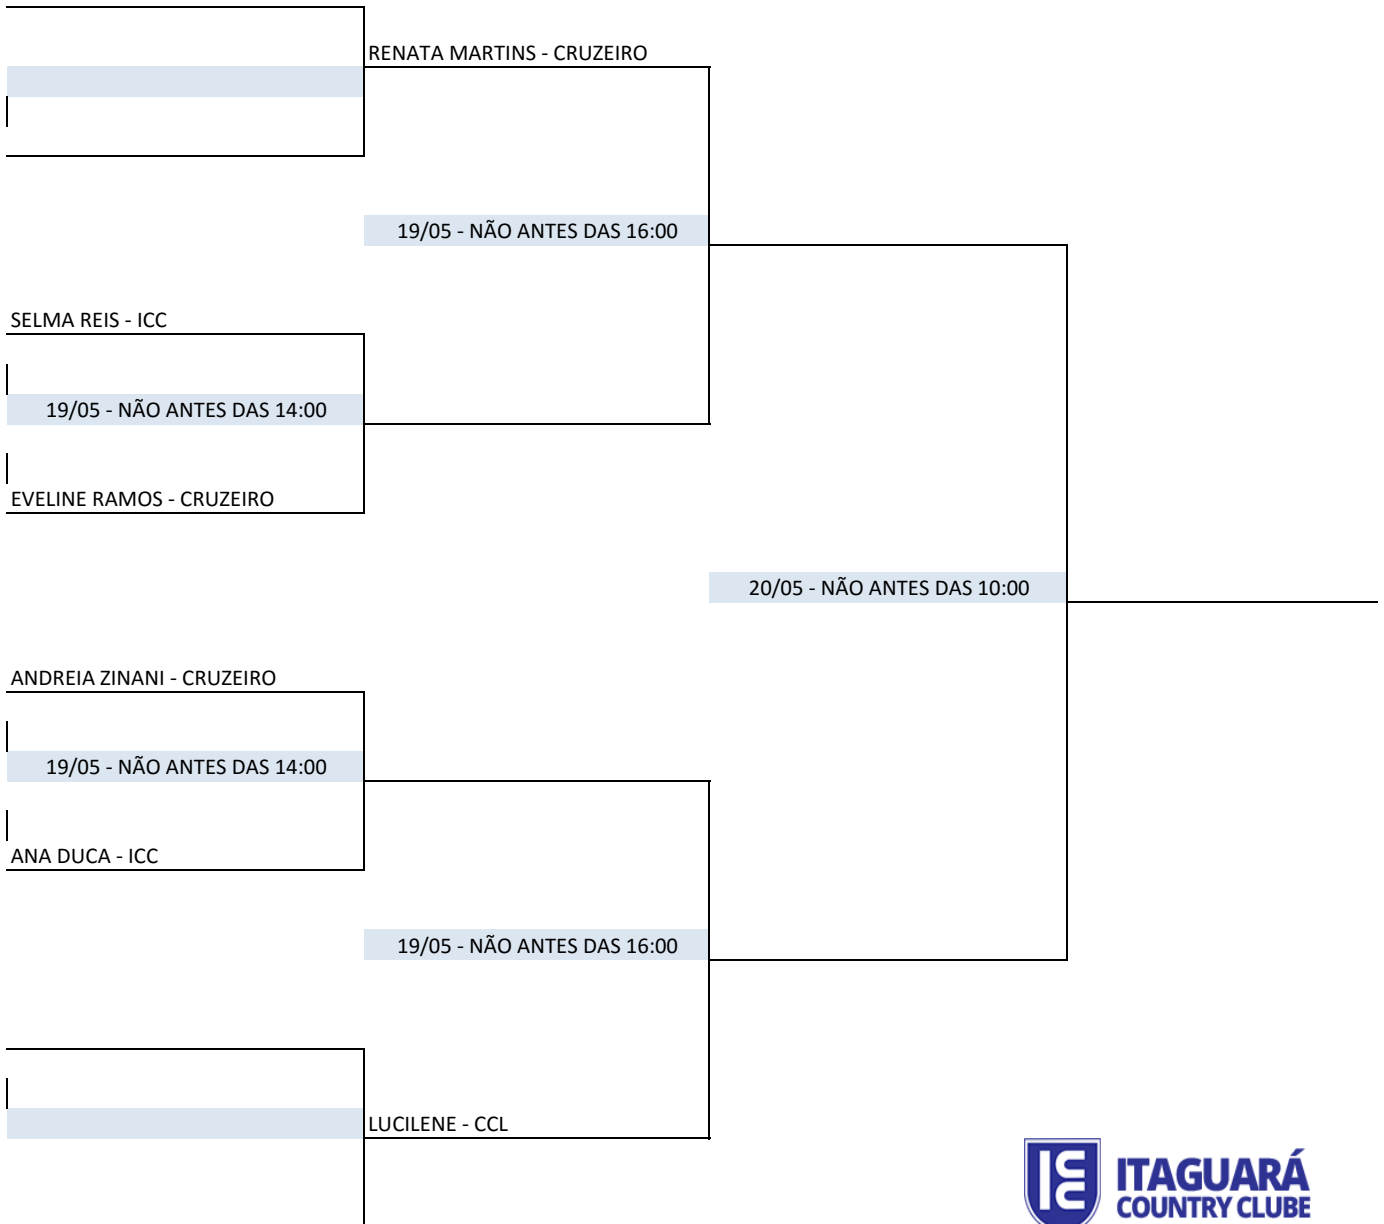 RENATA MARTINS - CRUZEIRO
19/05 - NÃO ANTES DAS 16:00
SELMA REIS - ICC
19/05 - NÃO ANTES DAS 14:00
EVELINE RAMOS - CRUZEIRO
20/05 - NÃO ANTES DAS 10:00
ANDREIA ZINANI - CRUZEIRO
19/05 - NÃO ANTES DAS 14:00
ANA DUCA - ICC
19/05 - NÃO ANTES DAS 16:00
LUCILENE - CCL
ITAGUARÁ
COUNTRY CLUBE